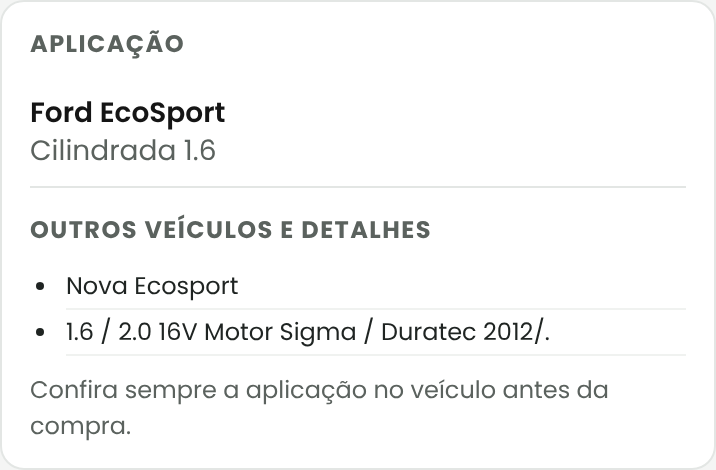 APLICAÇÃO
Ford EcoSport
Cilindrada 1.6
OUTROS VEÍCULOS E DETALHES
• Nova Ecosport
• 1.6 / 2.0 16V Motor Sigma / Duratec 2012/.
Confira sempre a aplicação no veículo antes da
compra.